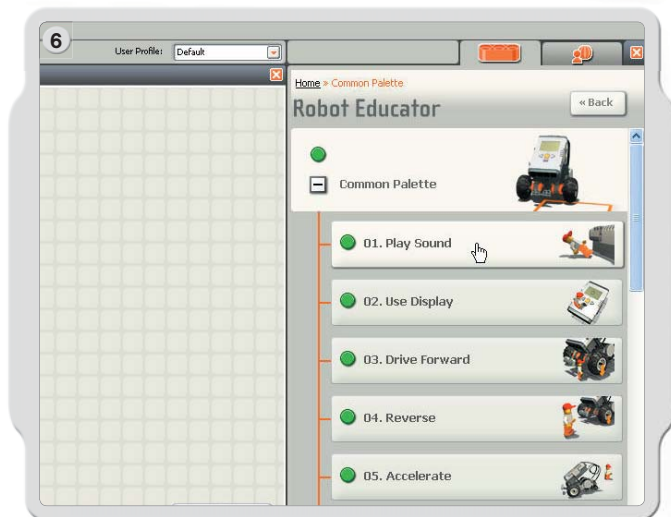 6
User Profile: Default
Home » Common Palette
Robot Educator
« Back
Common Palette
01. Play Sound
02. Use Display
03. Drive Forward
04. Reverse
05. Accelerate